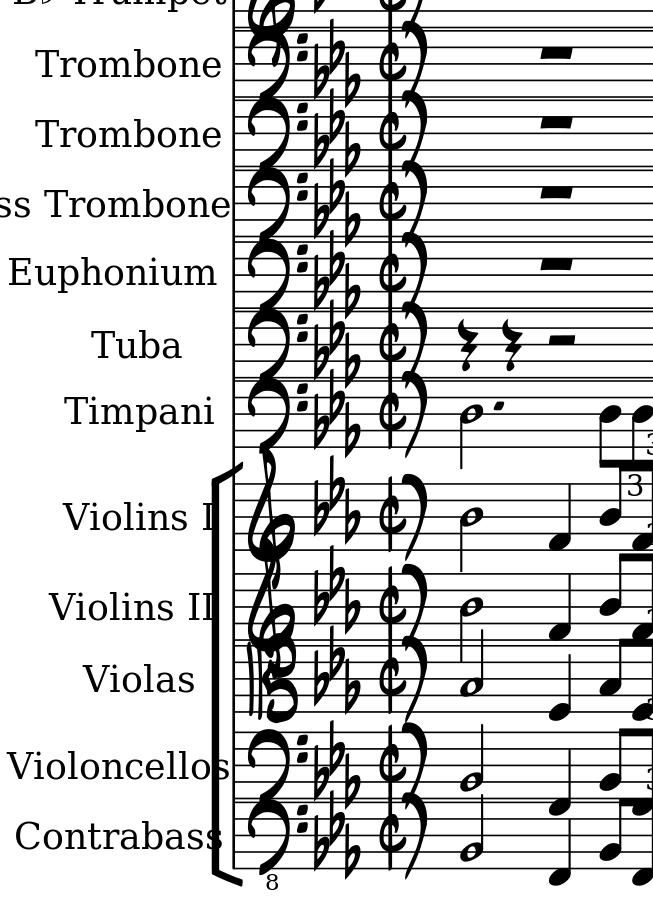 B♭ Trumpet
Trombone
Trombone
ss Trombone
Euphonium
Tuba
Timpani
3
Violins I
Violins II
Violas
Violoncellos
Contrabass
8